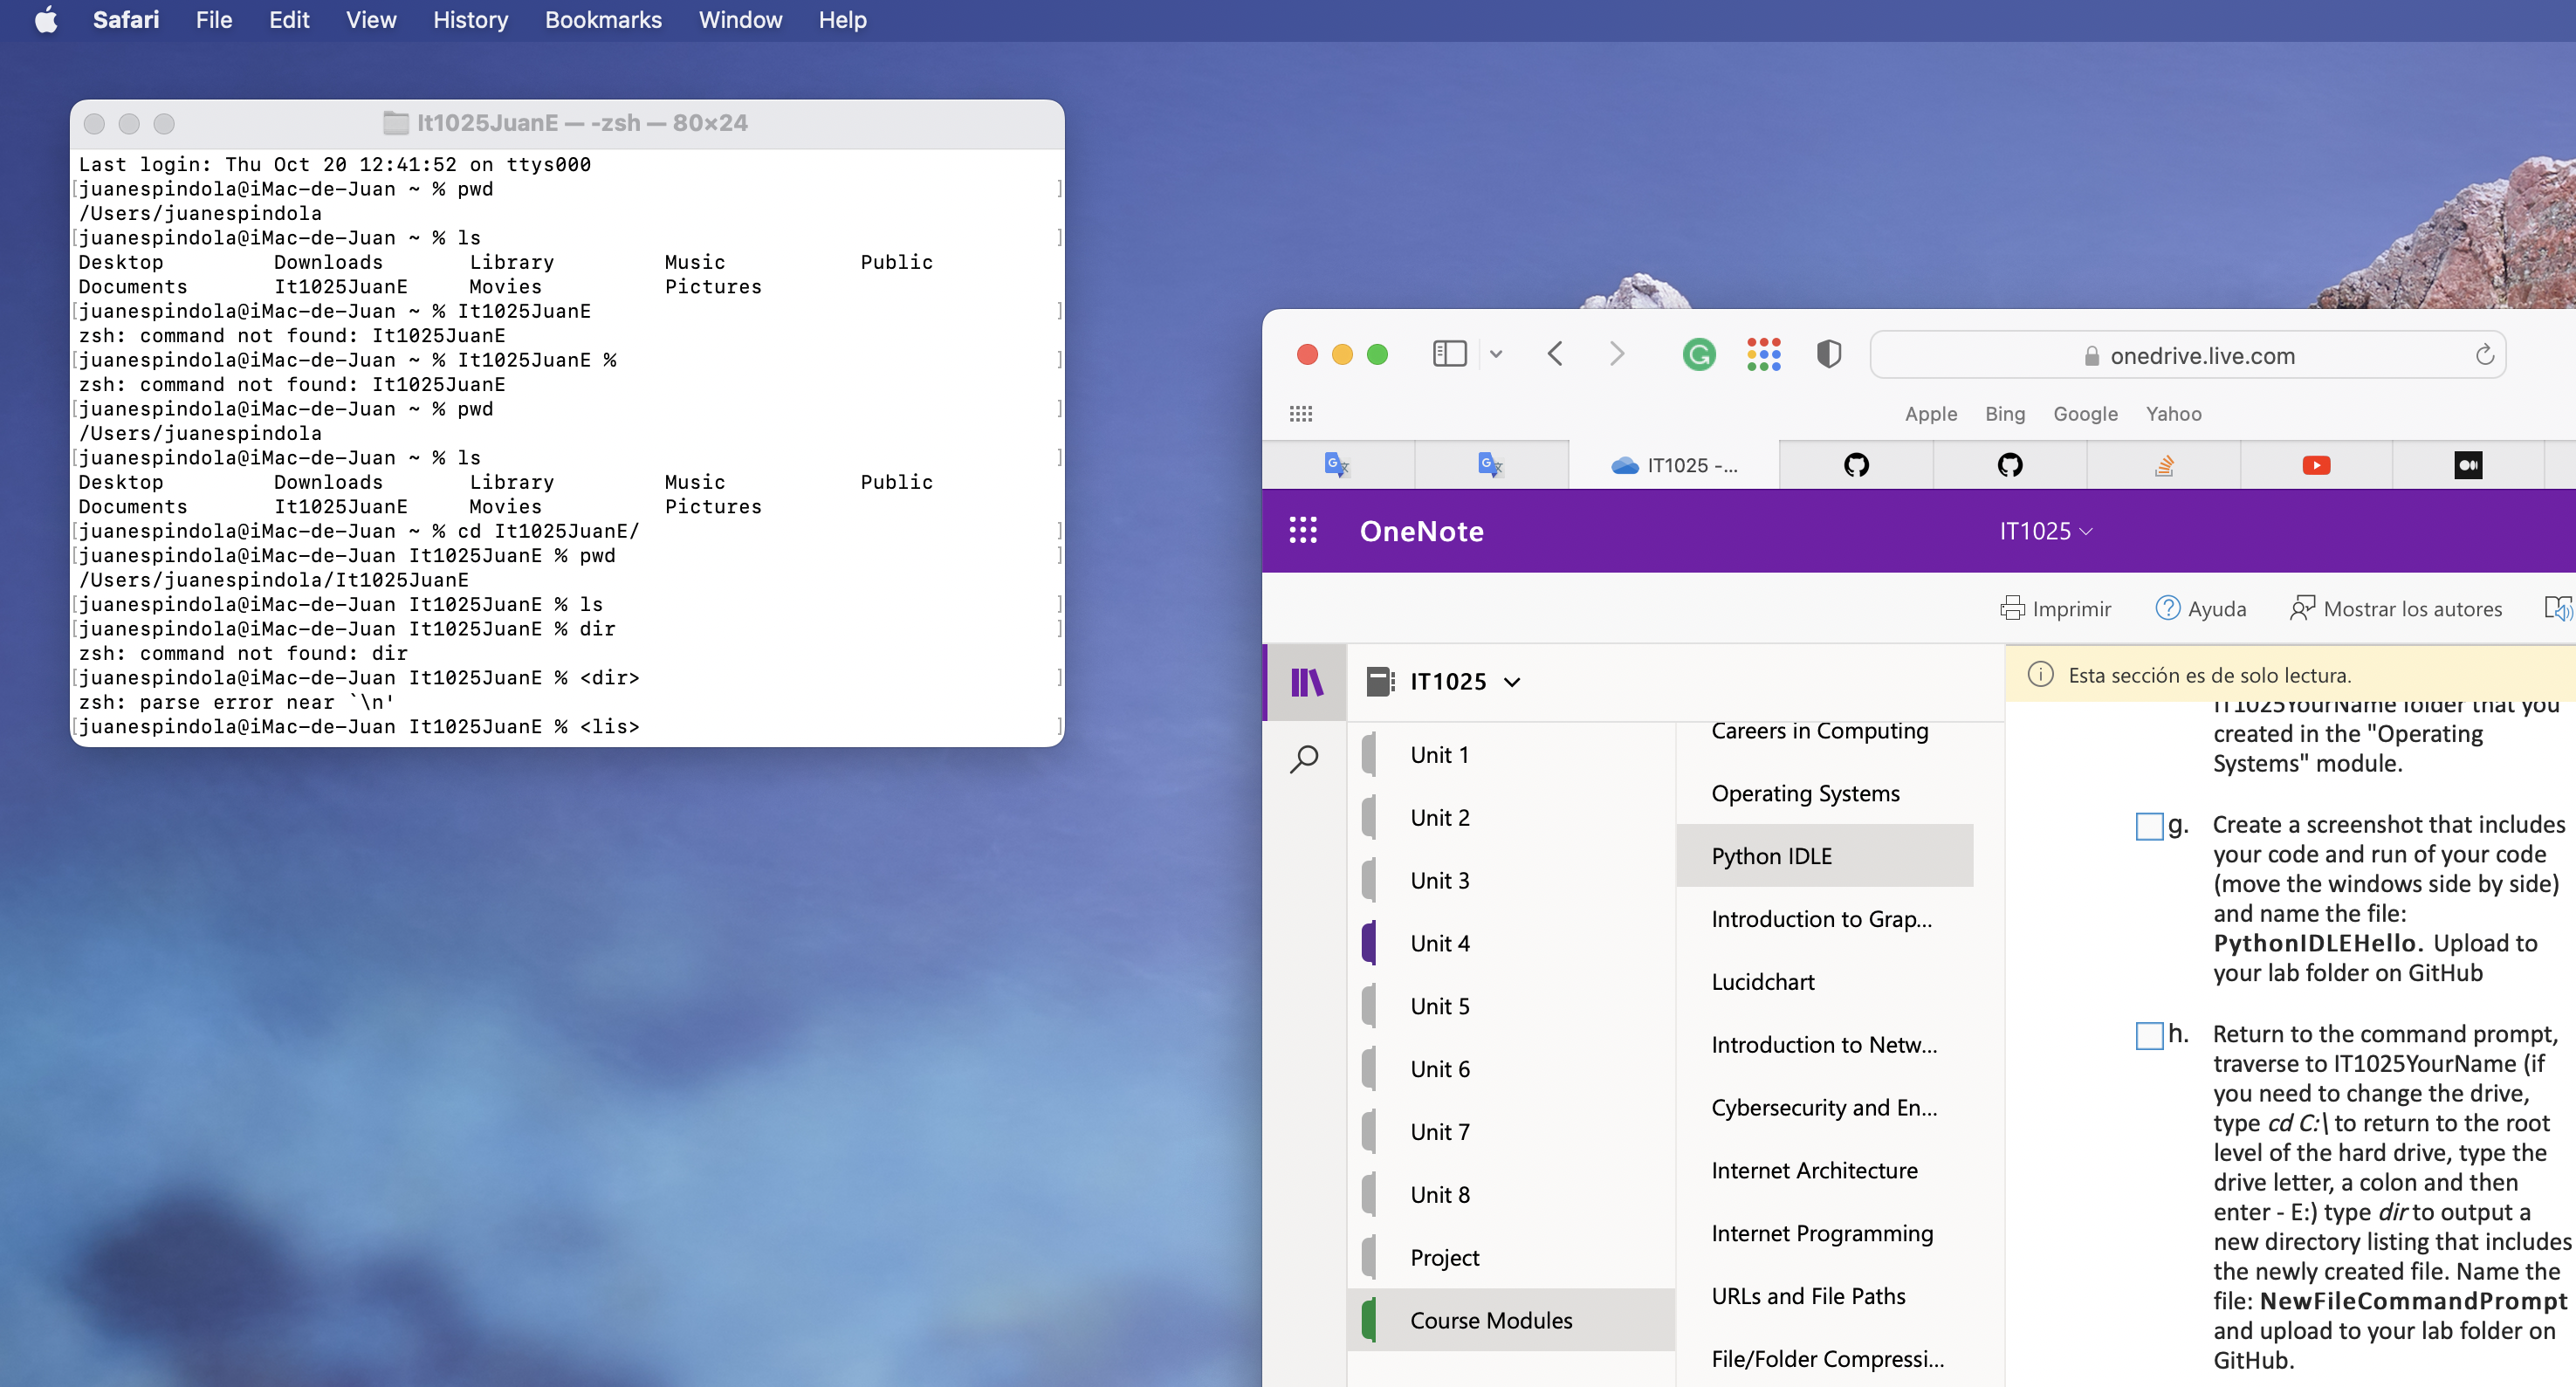 Safari File Edit View History Bookmarks Window Help
It1025JuanE — -zsh — 80×24
Last login: Thu Oct 20 12:41:52 on ttys000
[juanespindola@iMac-de-Juan ~ % pwd ]
/Users/juanespindola
[juanespindola@iMac-de-Juan ~ % ls ]
Desktop Downloads Library Music Public
Documents It1025JuanE Movies Pictures
[juanespindola@iMac-de-Juan ~ % It1025JuanE ]
zsh: command not found: It1025JuanE
[juanespindola@iMac-de-Juan ~ % It1025JuanE % ]
zsh: command not found: It1025JuanE
[juanespindola@iMac-de-Juan ~ % pwd ]
/Users/juanespindola
[juanespindola@iMac-de-Juan ~ % ls ]
Desktop Downloads Library Music Public
Documents It1025JuanE Movies Pictures
[juanespindola@iMac-de-Juan ~ % cd It1025JuanE/ ]
[juanespindola@iMac-de-Juan It1025JuanE % pwd ]
/Users/juanespindola/It1025JuanE
[juanespindola@iMac-de-Juan It1025JuanE % ls ]
[juanespindola@iMac-de-Juan It1025JuanE % dir ]
zsh: command not found: dir
[juanespindola@iMac-de-Juan It1025JuanE % <dir> ]
zsh: parse error near `\n'
[juanespindola@iMac-de-Juan It1025JuanE % <lis> ]
onedrive.live.com
Apple Bing Google Yahoo
IT1025 -...
OneNote IT1025
Imprimir Ayuda Mostrar los autores
IT1025
Unit 1
Unit 2
Unit 3
Unit 4
Unit 5
Unit 6
Unit 7
Unit 8
Project
Course Modules
Careers in Computing
Operating Systems
Python IDLE
Introduction to Grap...
Lucidchart
Introduction to Netw...
Cybersecurity and En...
Internet Architecture
Internet Programming
URLs and File Paths
File/Folder Compressi...
Esta sección es de solo lectura.
IT1025YourName folder that you
created in the "Operating
Systems" module.
g. Create a screenshot that includes
your code and run of your code
(move the windows side by side)
and name the file:
PythonIDLEHello. Upload to
your lab folder on GitHub
h. Return to the command prompt,
traverse to IT1025YourName (if
you need to change the drive,
type cd C:\ to return to the root
level of the hard drive, type the
drive letter, a colon and then
enter - E:) type dir to output a
new directory listing that includes
the newly created file. Name the
file: NewFileCommandPrompt
and upload to your lab folder on
GitHub.